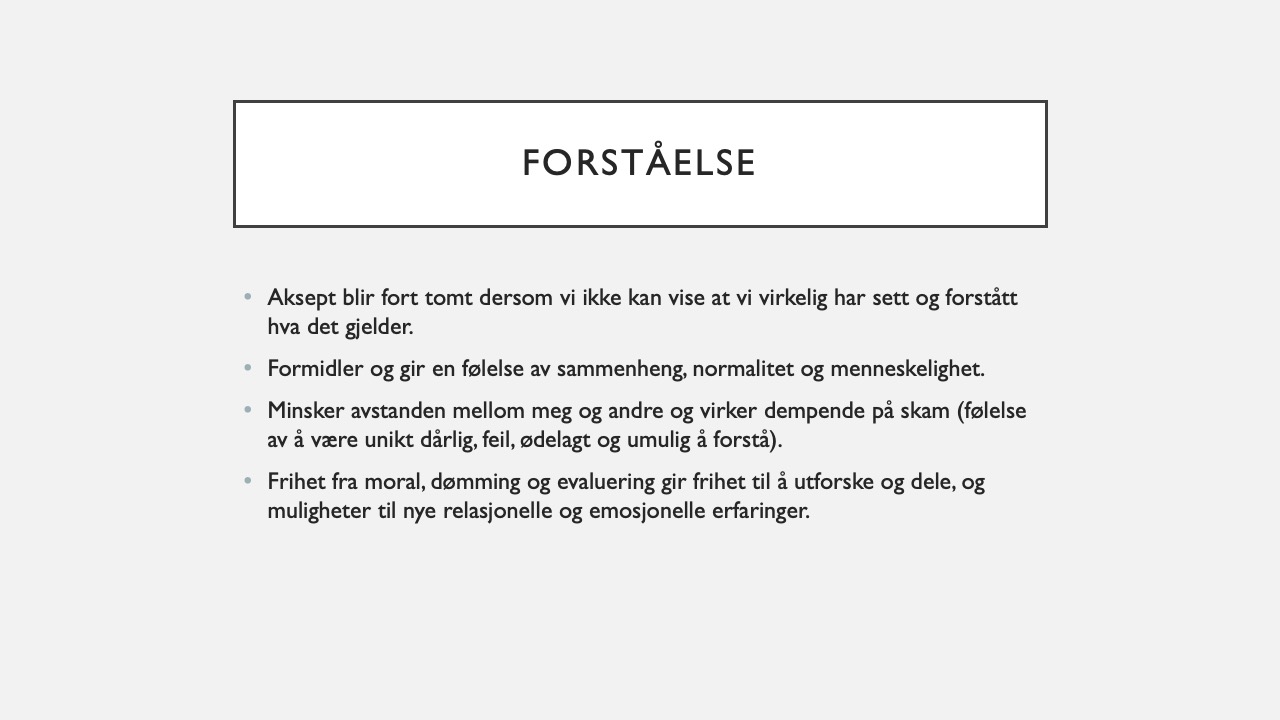 FORSTÅELSE
• Aksept blir fort tomt dersom vi ikke kan vise at vi virkelig har sett og forstått
hva det gjelder.
• Formidler og gir en følelse av sammenheng, normalitet og menneskelighet.
• Minsker avstanden mellom meg og andre og virker dempende på skam (følelse
av å være unikt dårlig, feil, ødelagt og umulig å forstå).
• Frihet fra moral, dømming og evaluering gir frihet til å utforske og dele, og
muligheter til nye relasjonelle og emosjonelle erfaringer.